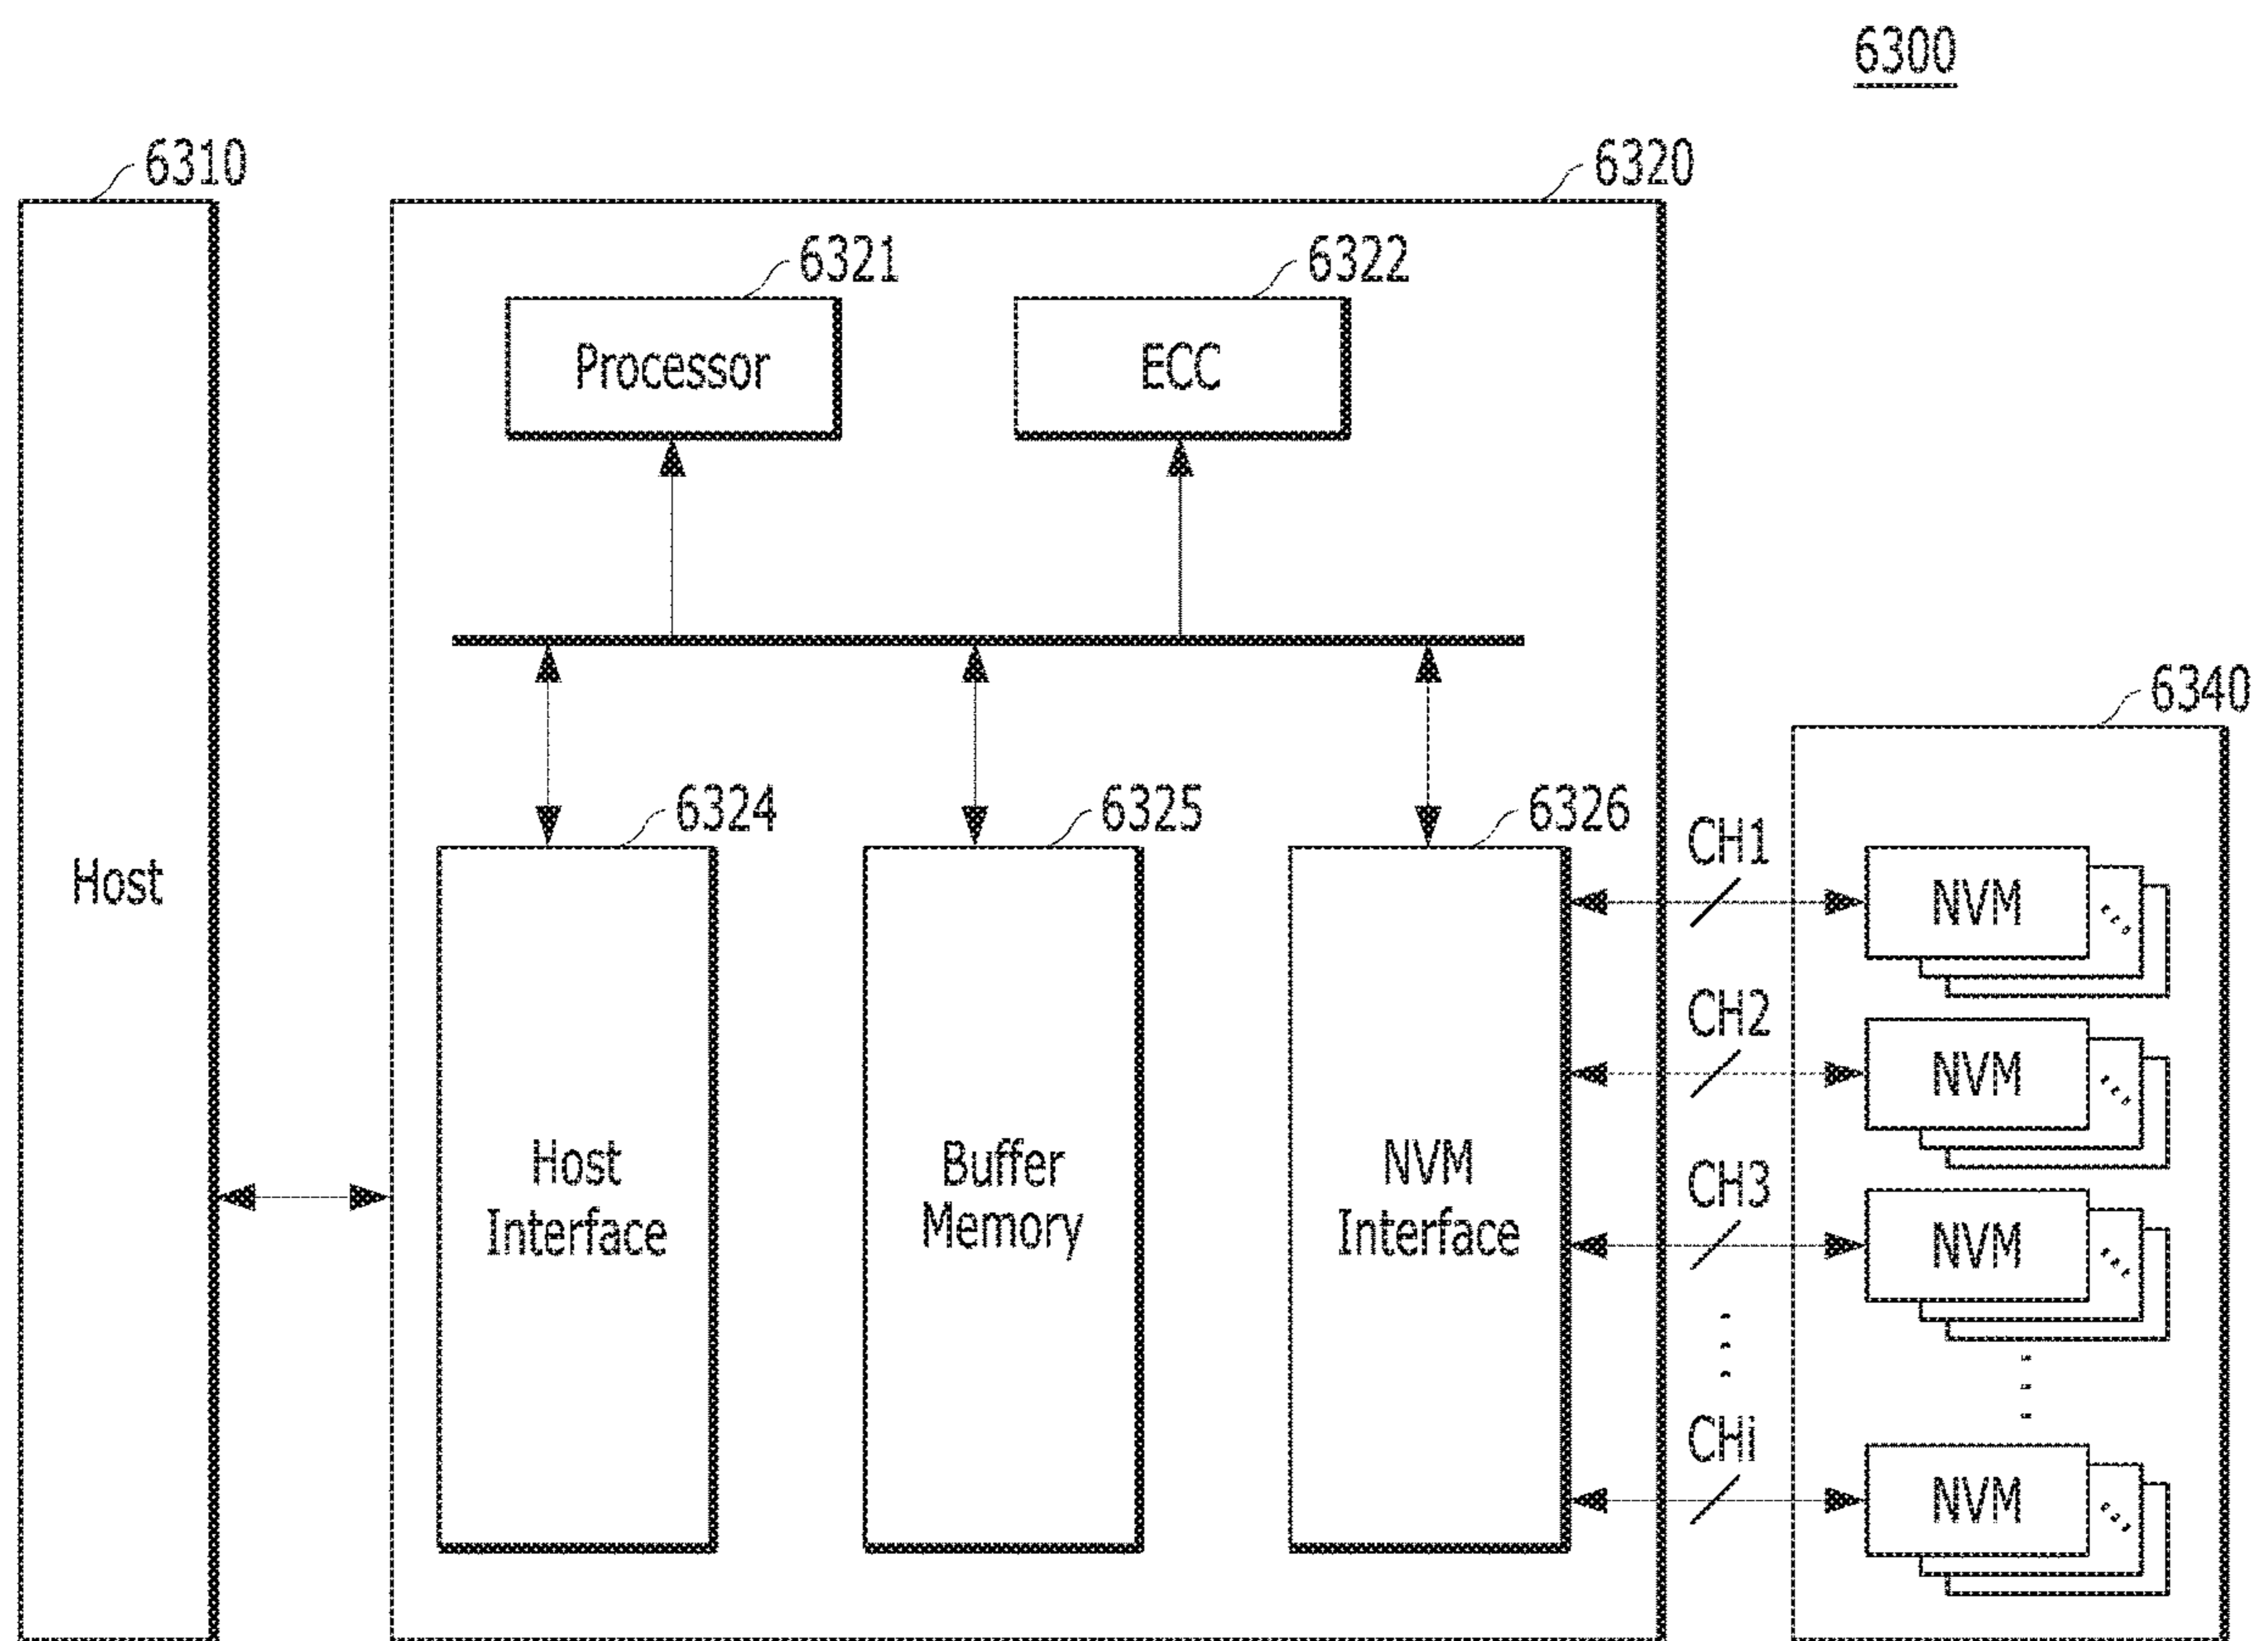 6300
6310
6320
6321
6322
Processor
ECC
6340
6324
6325
6326
CH1
Host
NVM
CH2
NVM
Host
Interface
Buffer
Memory
NVM
Interface
CH3
NVM
CHi
NVM